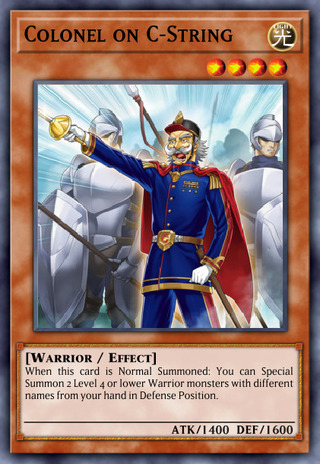 Colonel on C-String
LIGHT
光
[Warrior / Effect]
When this card is Normal Summoned: You can Special
Summon 2 Level 4 or lower Warrior monsters with different
names from your hand in Defense Position.
ATK/1400 DEF/1600